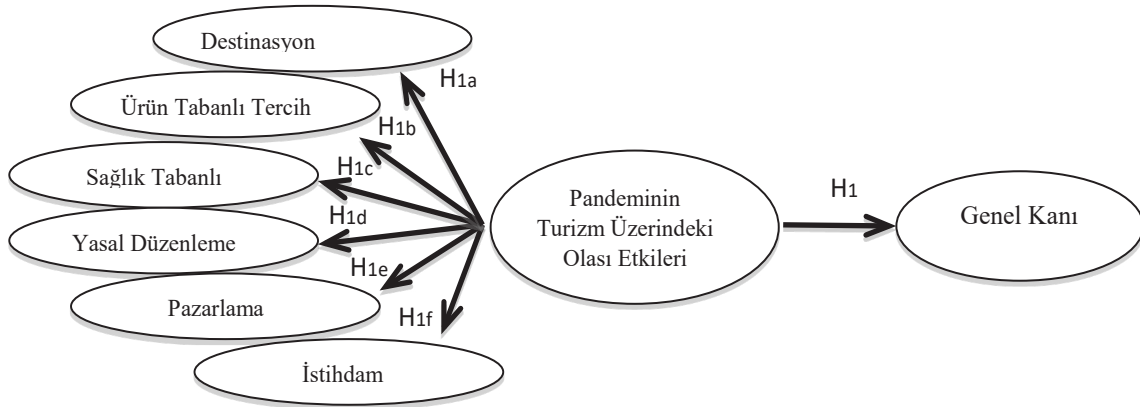 Destinasyon
H1a
Ürün Tabanlı Tercih
H1b
Sağlık Tabanlı
H1c
Yasal Düzenleme
H1d
Pazarlama
H1e
İstihdam
H1f
Pandeminin
Turizm Üzerindeki
Olası Etkileri
H1
Genel Kanı